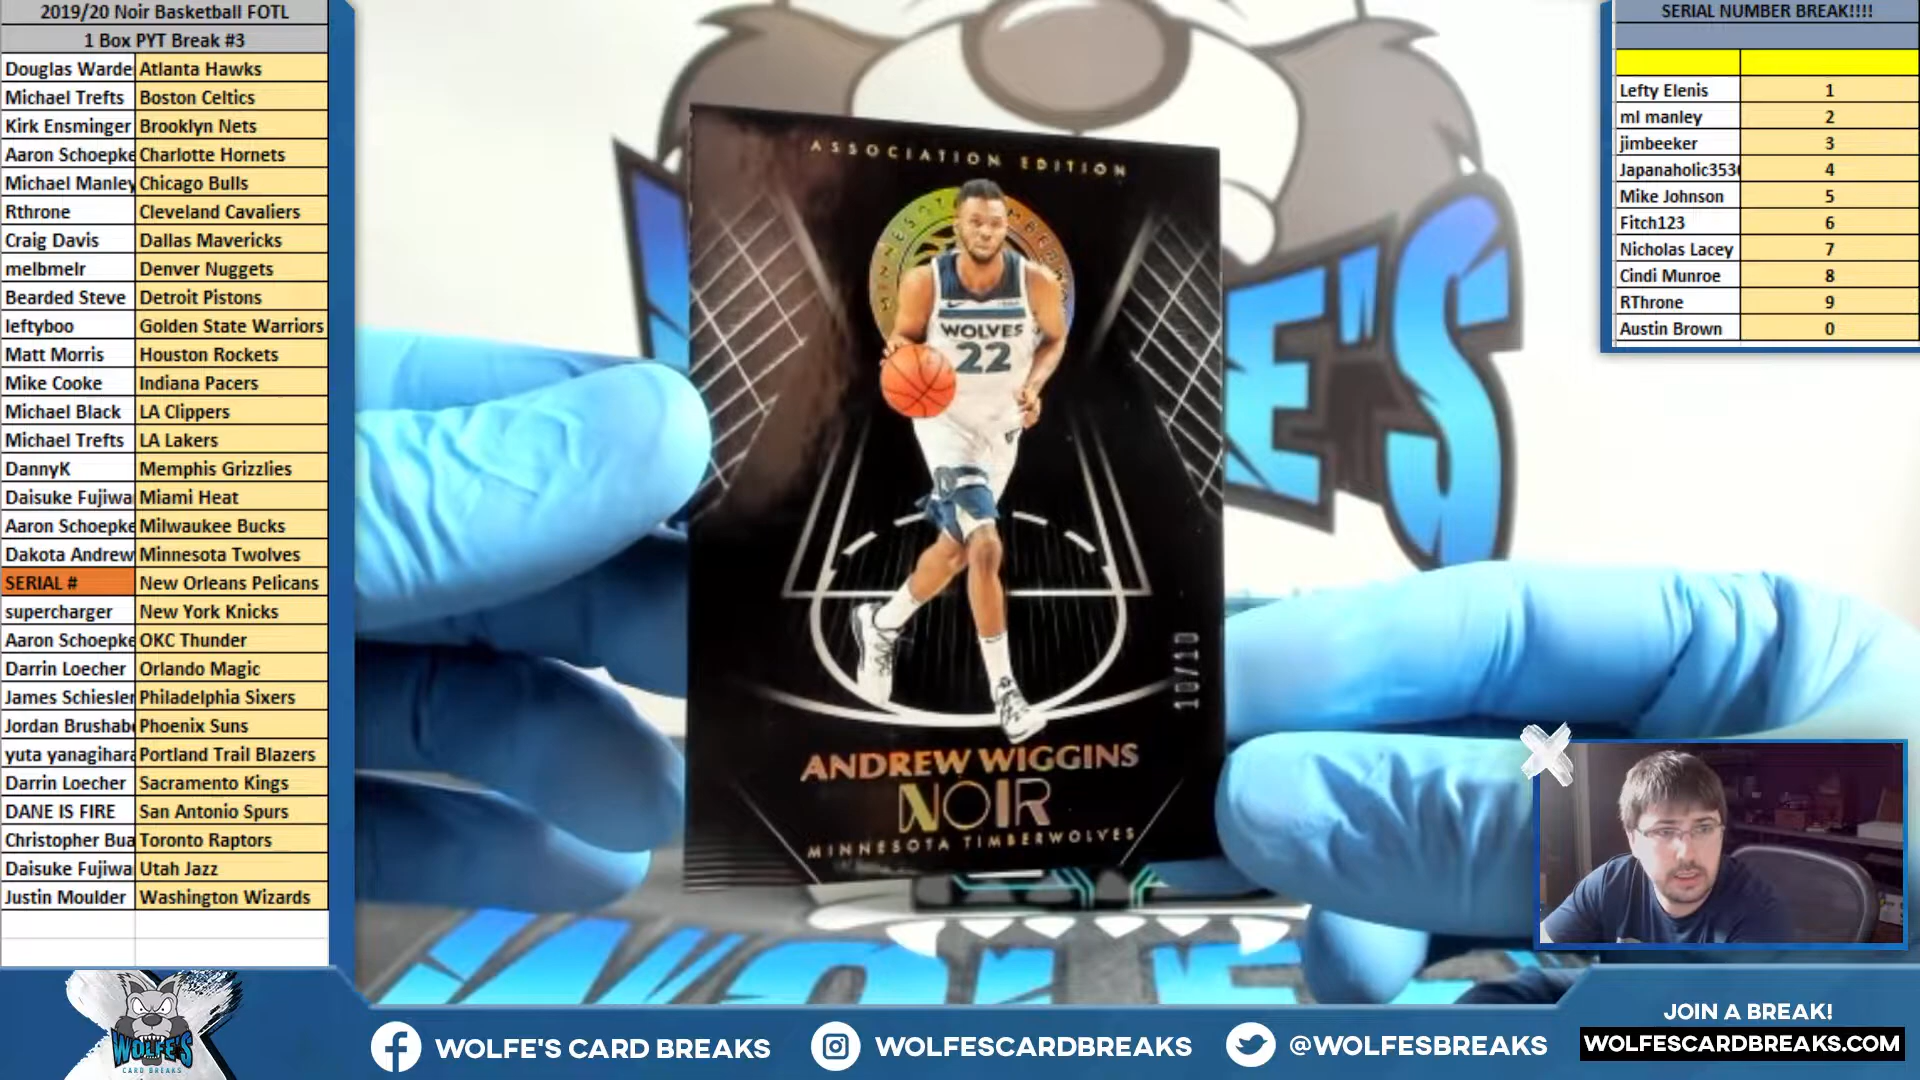 2019/20 Noir Basketball FOTL
1 Box PYT Break #3
Douglas Warde Atlanta Hawks
Michael Trefts Boston Celtics
Kirk Ensminger Brooklyn Nets
Aaron Schoepke Charlotte Hornets
Michael Manley Chicago Bulls
Rthrone Cleveland Cavaliers
Craig Davis Dallas Mavericks
melbmelr Denver Nuggets
Bearded Steve Detroit Pistons
leftyboo Golden State Warriors
Matt Morris Houston Rockets
Mike Cooke Indiana Pacers
Michael Black LA Clippers
Michael Trefts LA Lakers
DannyK Memphis Grizzlies
Daisuke Fujiwa Miami Heat
Aaron Schoepke Milwaukee Bucks
Dakota Andrew Minnesota Twolves
SERIAL # New Orleans Pelicans
supercharger New York Knicks
Aaron Schoepke OKC Thunder
Darrin Loecher Orlando Magic
James Schiesler Philadelphia Sixers
Jordan Brushab Phoenix Suns
yuta yanagihara Portland Trail Blazers
Darrin Loecher Sacramento Kings
DANE IS FIRE San Antonio Spurs
Christopher Bua Toronto Raptors
Daisuke Fujiwa Utah Jazz
Justin Moulder Washington Wizards
ASSOCIATION EDITION
WOLVES
22
10/10
ANDREW WIGGINS
NOIR
MINNESOTA TIMBERWOLVES
SERIAL NUMBER BREAK!!!!
Lefty Elenis 1
ml manley 2
jimbeeker 3
Japanaholic353 4
Mike Johnson 5
Fitch123 6
Nicholas Lacey 7
Cindi Munroe 8
RThrone 9
Austin Brown 0
E'S
WOLFE'S
CARD BREAKS
WOLFE'S CARD BREAKS
WOLFESCARDBREAKS
@WOLFESBREAKS
JOIN A BREAK!
WOLFESCARDBREAKS.COM